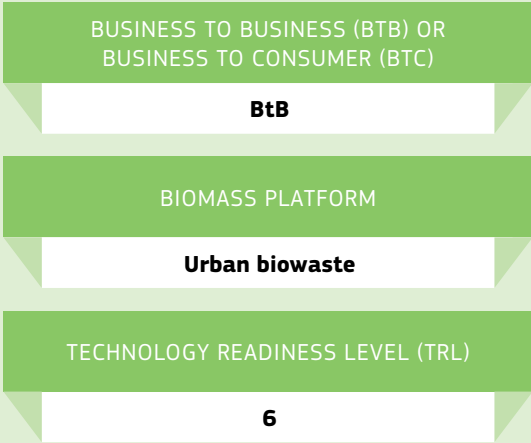 BUSINESS TO BUSINESS (BTB) OR
BUSINESS TO CONSUMER (BTC)
BtB
BIOMASS PLATFORM
Urban biowaste
TECHNOLOGY READINESS LEVEL (TRL)
6